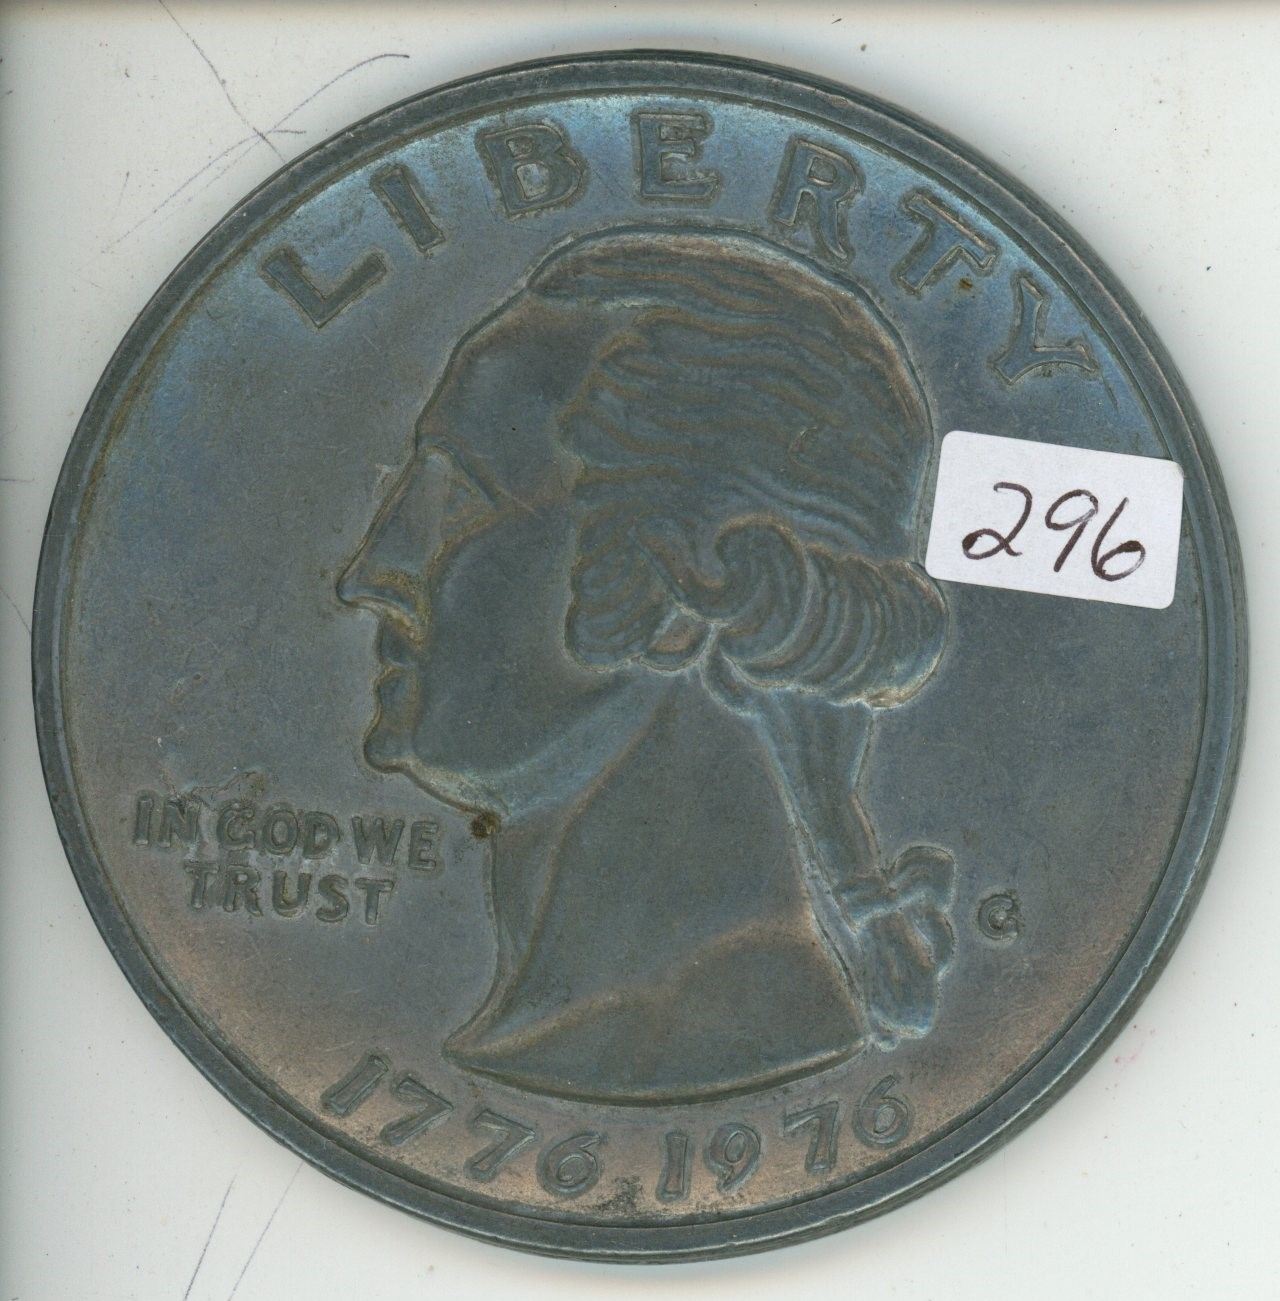 LIBERTY
296
IN GOD WE
TRUST
G
1776 1976